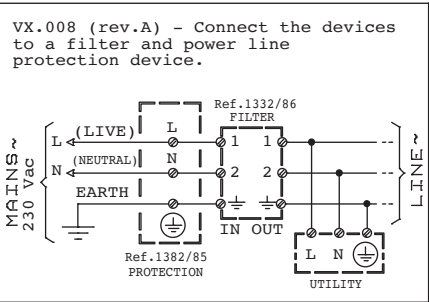 VX.008 (rev.A) - Connect the devices
to a filter and power line
protection device.
Ref.1332/86
FILTER
L (LIVE) L 1 1
N (NEUTRAL) N 2 2
EARTH
IN OUT
MAINS~
230 Vac
LINE~
Ref.1382/85
PROTECTION
L N
UTILITY